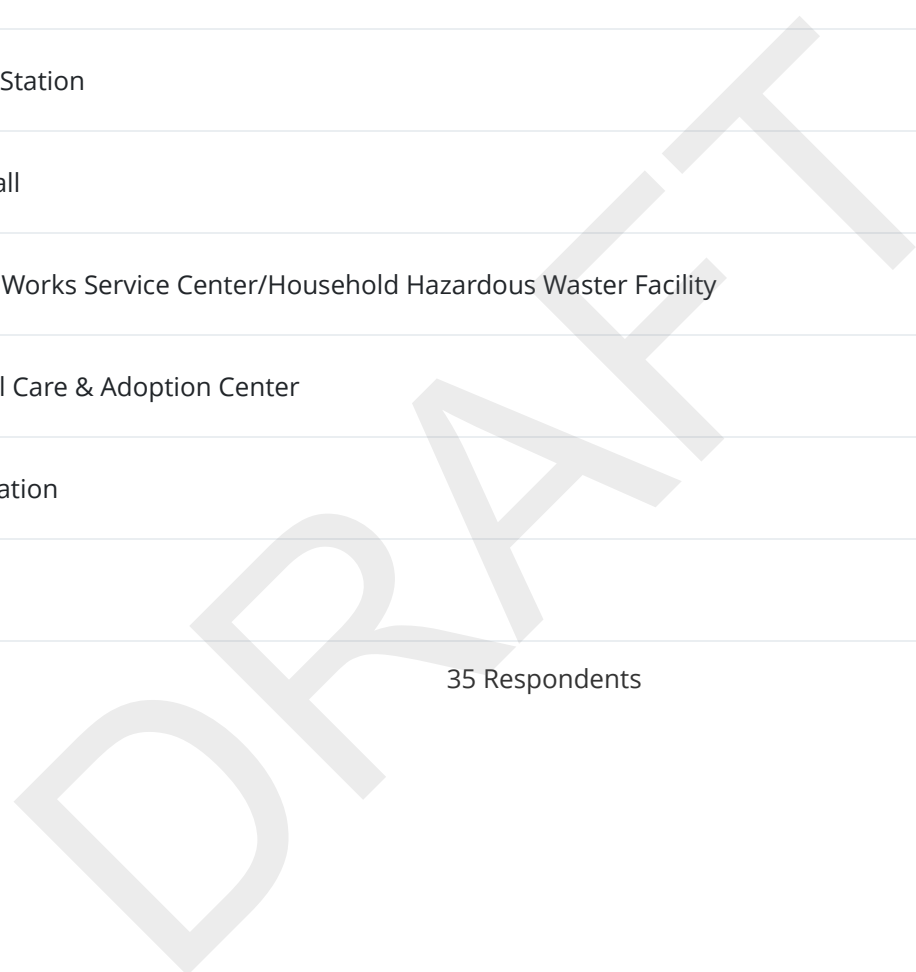 Station
all
Works Service Center/Household Hazardous Waster Facility
l Care & Adoption Center
ation
35 Respondents
DRAFT